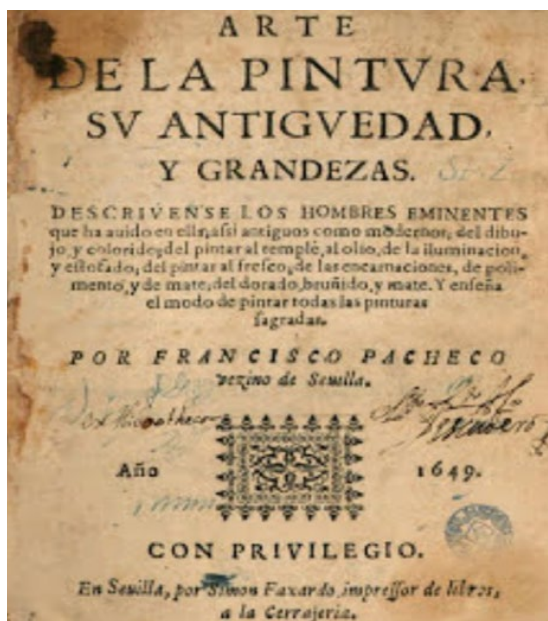 ARTE
DE LA PINTVRA.
SV ANTIGVEDAD,
Y GRANDEZAS.
DESCRIVENSE LOS HOMBRES EMINENTES
que ha auido en ella, assi antiguos como modernos; del dibu-
jo, y colorido; del pintar al temple, al olio, de la iluminacion,
y estofado; del pintar al fresco; de las encarnaciones, de poli-
mento, y de mate; del dorado, bruñido, y mate. Y enseña
el modo de pintar todas las pinturas
sagradas.
POR FRANCISCO PACHECO
vezino de Seuilla.
Año 1649.
CON PRIVILEGIO.
En Seuilla, por Simon Faxardo, impressor de libros,
a la Cerrajeria.